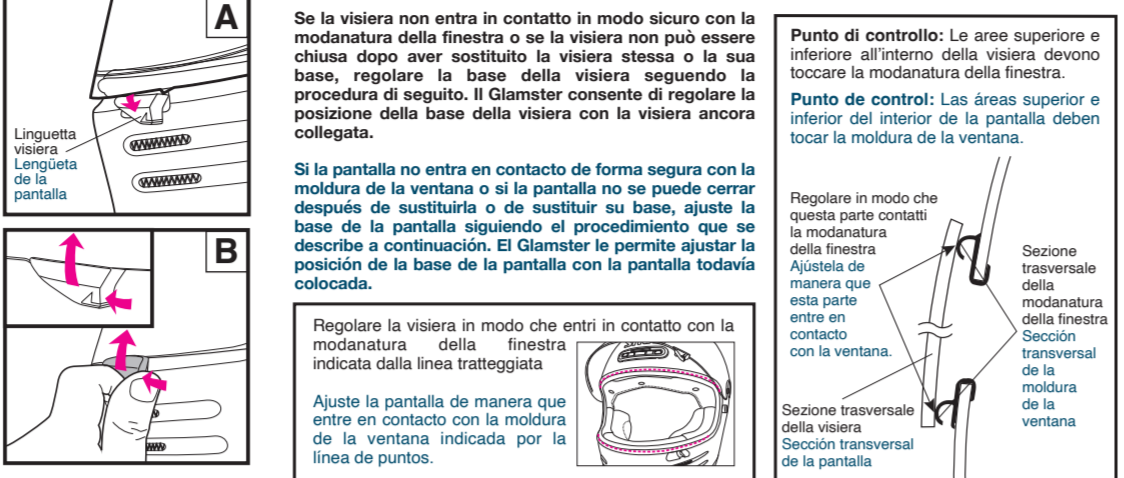 A
Linguetta
visiera
Lengüeta
de la
pantalla
B
Se la visiera non entra in contatto in modo sicuro con la
modanatura della finestra o se la visiera non può essere
chiusa dopo aver sostituito la visiera stessa o la sua
base, regolare la base della visiera seguendo la
procedura di seguito. Il Glamster consente di regolare la
posizione della base della visiera con la visiera ancora
collegata.
Si la pantalla no entra en contacto de forma segura con la
moldura de la ventana o si la pantalla no se puede cerrar
después de sustituirla o de sustituir su base, ajuste la
base de la pantalla siguiendo el procedimiento que se
describe a continuación. El Glamster le permite ajustar la
posición de la base de la pantalla con la pantalla todavía
colocada.
Regolare la visiera in modo che entri in contatto con la
modanatura della finestra
indicata dalla linea tratteggiata
Ajuste la pantalla de manera que
entre en contacto con la moldura
de la ventana indicada por la
línea de puntos.
Punto di controllo: Le aree superiore e
inferiore all'interno della visiera devono
toccare la modanatura della finestra.
Punto de control: Las áreas superior e
inferior del interior de la pantalla deben
tocar la moldura de la ventana.
Regolare in modo che
questa parte contatti
la modanatura
della finestra
Ajústela de
manera que
esta parte
entre en
contacto
con la ventana.
Sezione
trasversale
della
modanatura
della finestra
Sección
transversal
de la
moldura
de la
ventana
Sezione trasversale
della visiera
Sección transversal
de la pantalla